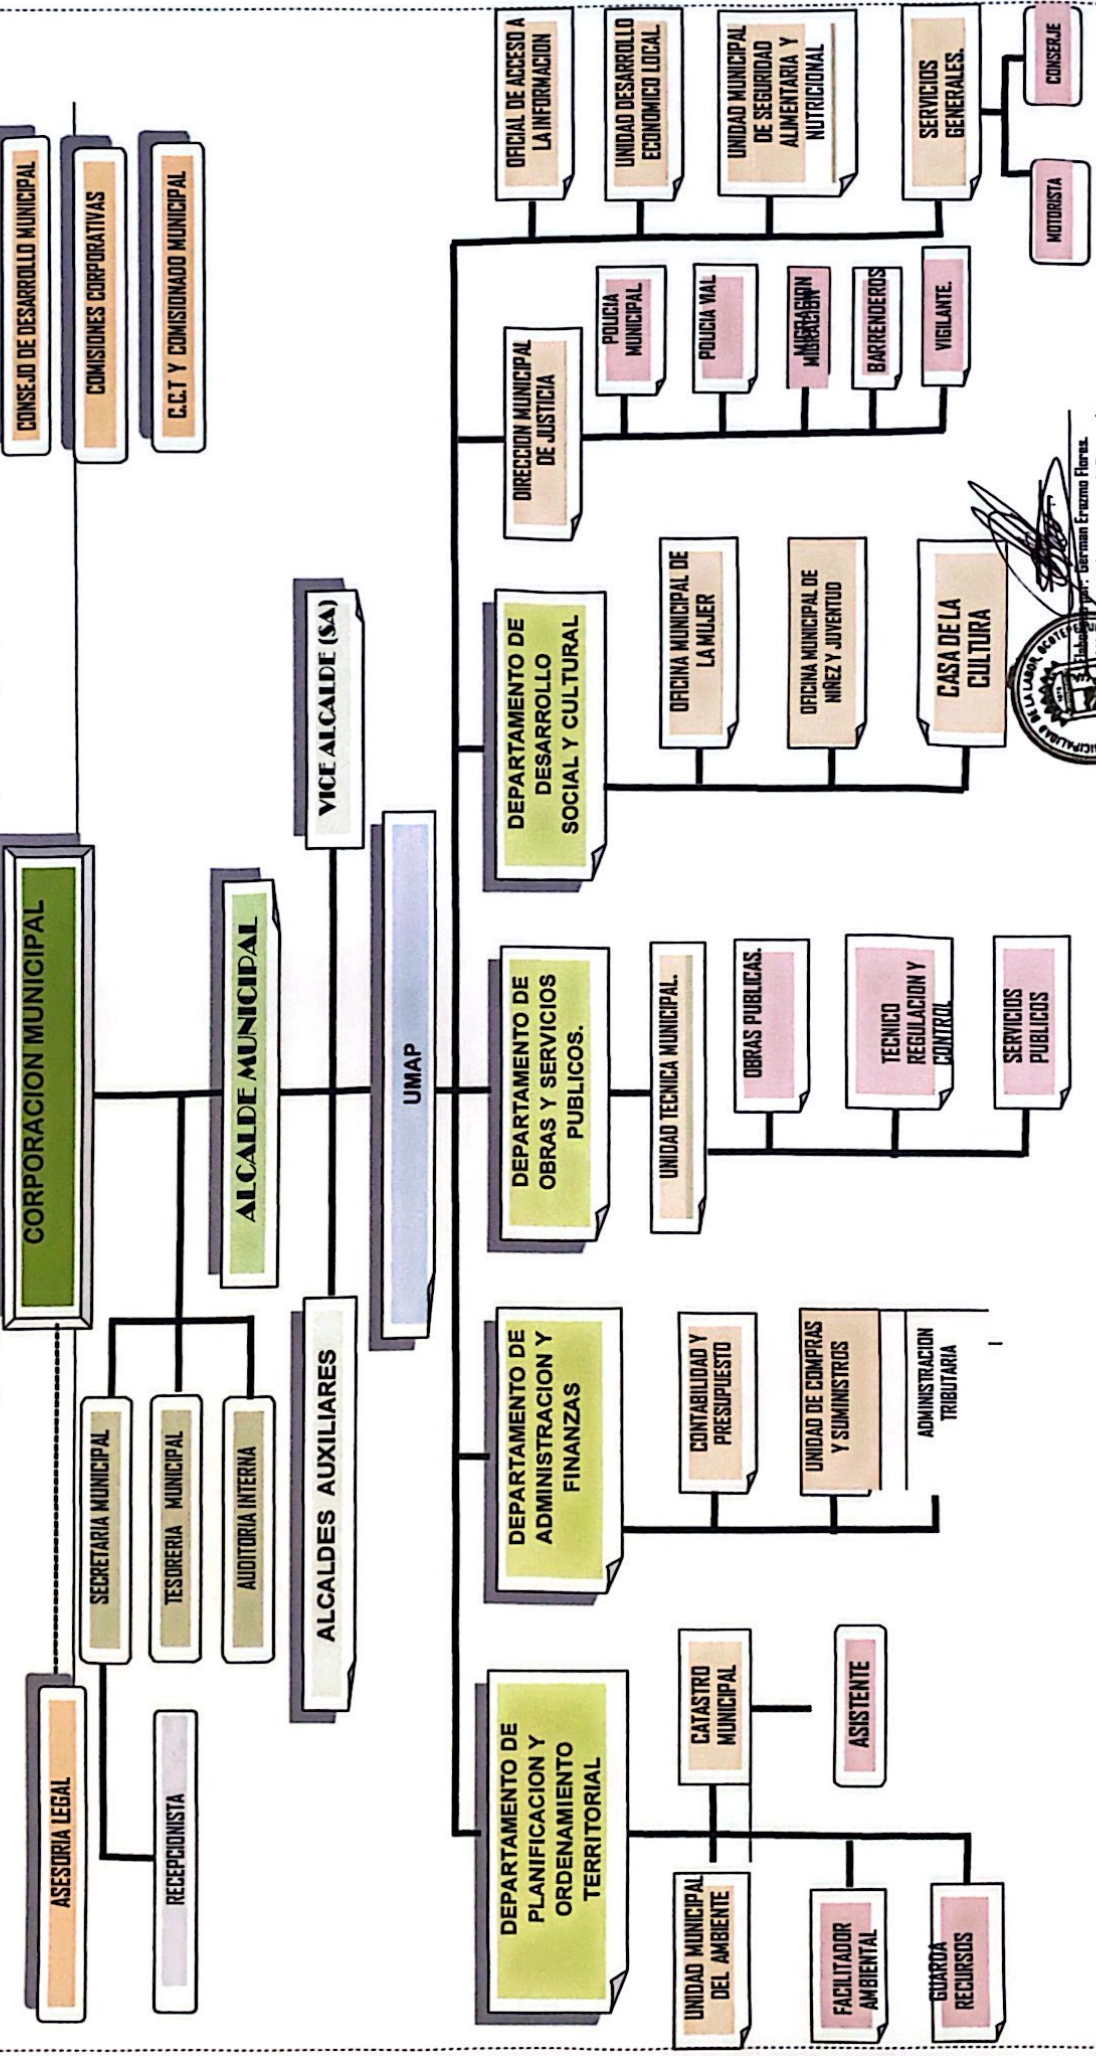 CORPORACION MUNICIPAL
CONSEJO DE DESARROLLO MUNICIPAL
COMISIONES CORPORATIVAS
C.C.T Y COMISIONADO MUNICIPAL
ASESORIA LEGAL
SECRETARIA MUNICIPAL
TESORERIA MUNICIPAL
AUDITORIA INTERNA
RECEPCIONISTA
ALCALDE MUNICIPAL
ALCALDES AUXILIARES
VICE ALCALDE (SA)
UMAP
DEPARTAMENTO DE
PLANIFICACION Y
ORDENAMIENTO
TERRITORIAL
UNIDAD MUNICIPAL
DEL AMBIENTE
CATASTRO
MUNICIPAL
ASISTENTE
FACILITADOR
AMBIENTAL
GUARDA
RECURSOS
DEPARTAMENTO DE
ADMINISTRACION Y
FINANZAS
CONTABILIDAD Y
PRESUPUESTO
UNIDAD DE COMPRAS
Y SUMINISTROS
ADMINISTRACION
TRIBUTARIA
DEPARTAMENTO DE
OBRAS Y SERVICIOS
PUBLICOS.
UNIDAD TECNICA MUNICIPAL.
OBRAS PUBLICAS.
TECNICO
REGULACION Y
CONTROL
SERVICIOS
PUBLICOS
DEPARTAMENTO DE
DESARROLLO
SOCIAL Y CULTURAL
OFICINA MUNICIPAL DE
LA MUJER
OFICINA MUNICIPAL DE
NIÑEZ Y JUVENTUD
CASA DE LA
CULTURA
DIRECCION MUNICIPAL
DE JUSTICIA
POLICIA
MUNICIPAL
POLICIA VIAL
MIGRACION
MIGRACION
BARRENDEROS
VIGILANTE.
OFICIAL DE ACCESO A
LA INFORMACION
UNIDAD DESARROLLO
ECONOMICO LOCAL.
UNIDAD MUNICIPAL
DE SEGURIDAD
ALIMENTARIA Y
NUTRICIONAL
SERVICIOS
GENERALES.
MOTORISTA
CONSERJE
DE LA LABOR, OCOTEPE
German Erazmo Flores.